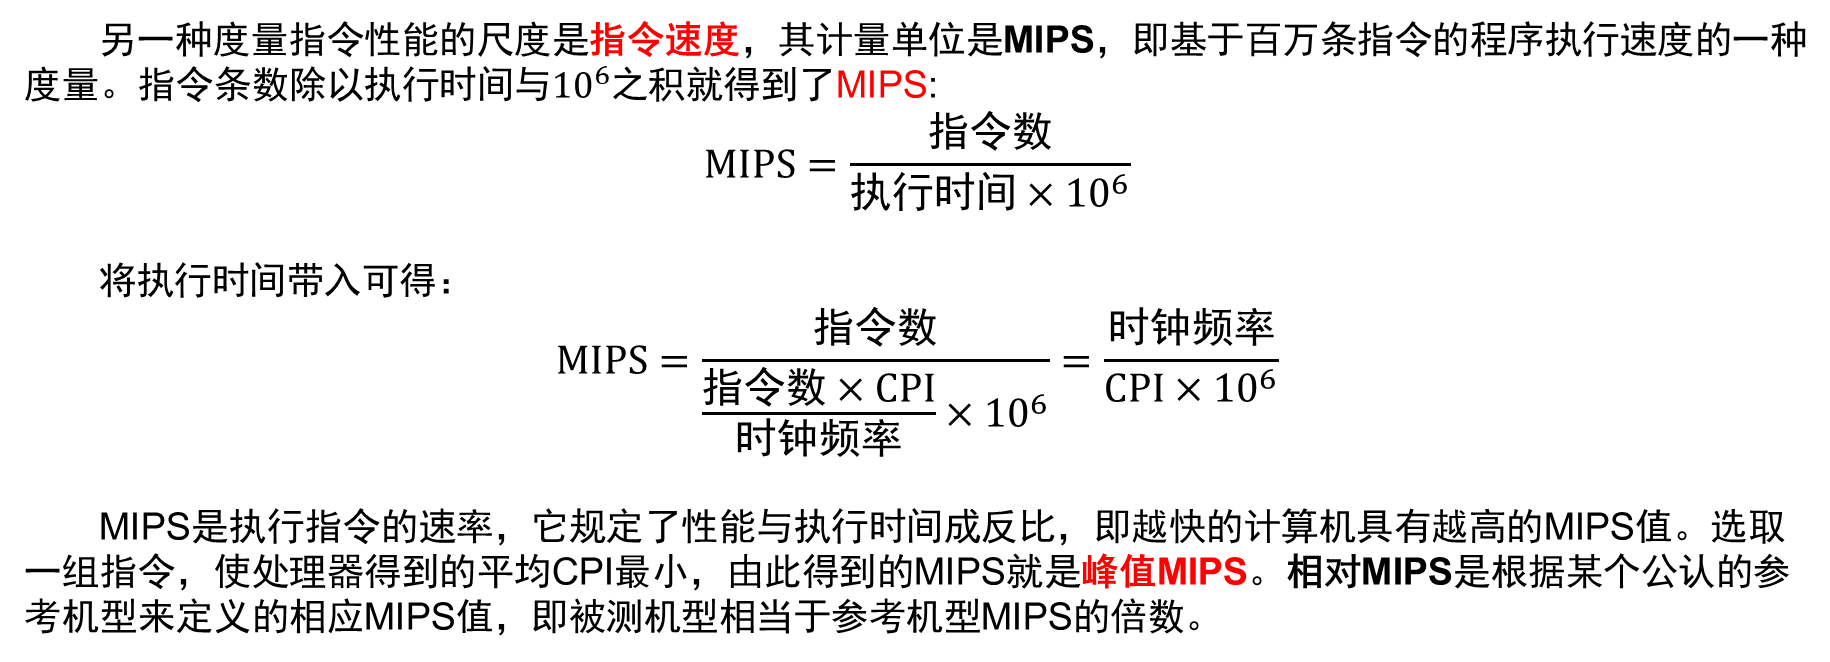 另一种度量指令性能的尺度是指令速度，其计量单位是MIPS，即基于百万条指令的程序执行速度的一种
度量。指令条数除以执行时间与10⁶之积就得到了MIPS:
指令数
MIPS =
执行时间 × 10⁶
将执行时间带入可得：
指令数 时钟频率
MIPS = =
指令数 × CPI CPI × 10⁶
× 10⁶
时钟频率
MIPS是执行指令的速率，它规定了性能与执行时间成反比，即越快的计算机具有越高的MIPS值。选取
一组指令，使处理器得到的平均CPI最小，由此得到的MIPS就是峰值MIPS。相对MIPS是根据某个公认的参
考机型来定义的相应MIPS值，即被测机型相当于参考机型MIPS的倍数。